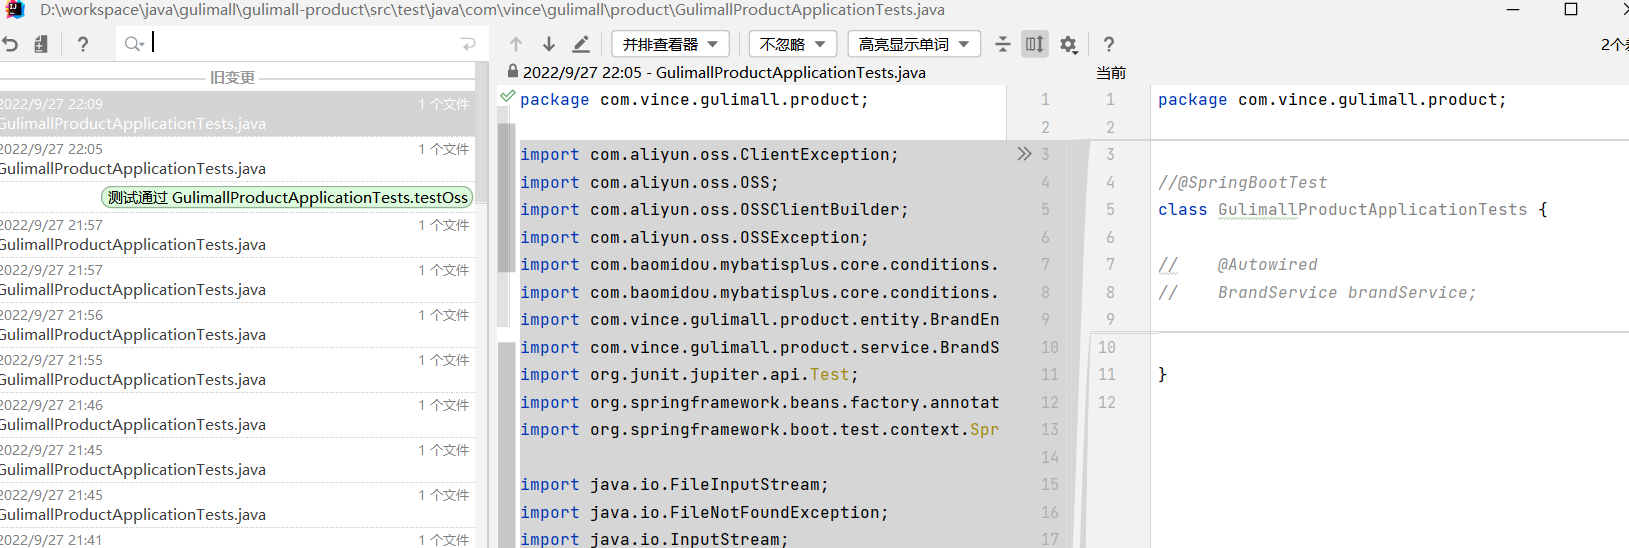 D:\workspace\java\gulimall\gulimall-product\src\test\java\com\vince\gulimall\product\GulimallProductApplicationTests.java
并排查看器
不忽略
高亮显示单词
2个
旧变更
2022/9/27 22:09 1 个文件
GulimallProductApplicationTests.java
2022/9/27 22:05 1 个文件
GulimallProductApplicationTests.java
测试通过 GulimallProductApplicationTests.testOss
2022/9/27 21:57 1 个文件
GulimallProductApplicationTests.java
2022/9/27 21:57 1 个文件
GulimallProductApplicationTests.java
2022/9/27 21:56 1 个文件
GulimallProductApplicationTests.java
2022/9/27 21:55 1 个文件
GulimallProductApplicationTests.java
2022/9/27 21:46 1 个文件
GulimallProductApplicationTests.java
2022/9/27 21:45 1 个文件
GulimallProductApplicationTests.java
2022/9/27 21:45 1 个文件
GulimallProductApplicationTests.java
2022/9/27 21:41 1 个文件
2022/9/27 22:05 - GulimallProductApplicationTests.java
package com.vince.gulimall.product; 1
2
import com.aliyun.oss.ClientException; 3
import com.aliyun.oss.OSS; 4
import com.aliyun.oss.OSSClientBuilder; 5
import com.aliyun.oss.OSSException; 6
import com.baomidou.mybatisplus.core.conditions. 7
import com.baomidou.mybatisplus.core.conditions. 8
import com.vince.gulimall.product.entity.BrandEn 9
import com.vince.gulimall.product.service.BrandS 10
import org.junit.jupiter.api.Test; 11
import org.springframework.beans.factory.annotat 12
import org.springframework.boot.test.context.Spr 13
14
import java.io.FileInputStream; 15
import java.io.FileNotFoundException; 16
import java.io.InputStream; 17
当前
1 package com.vince.gulimall.product;
2
3
4 //@SpringBootTest
5 class GulimallProductApplicationTests {
6
7 // @Autowired
8 // BrandService brandService;
9
10
11 }
12